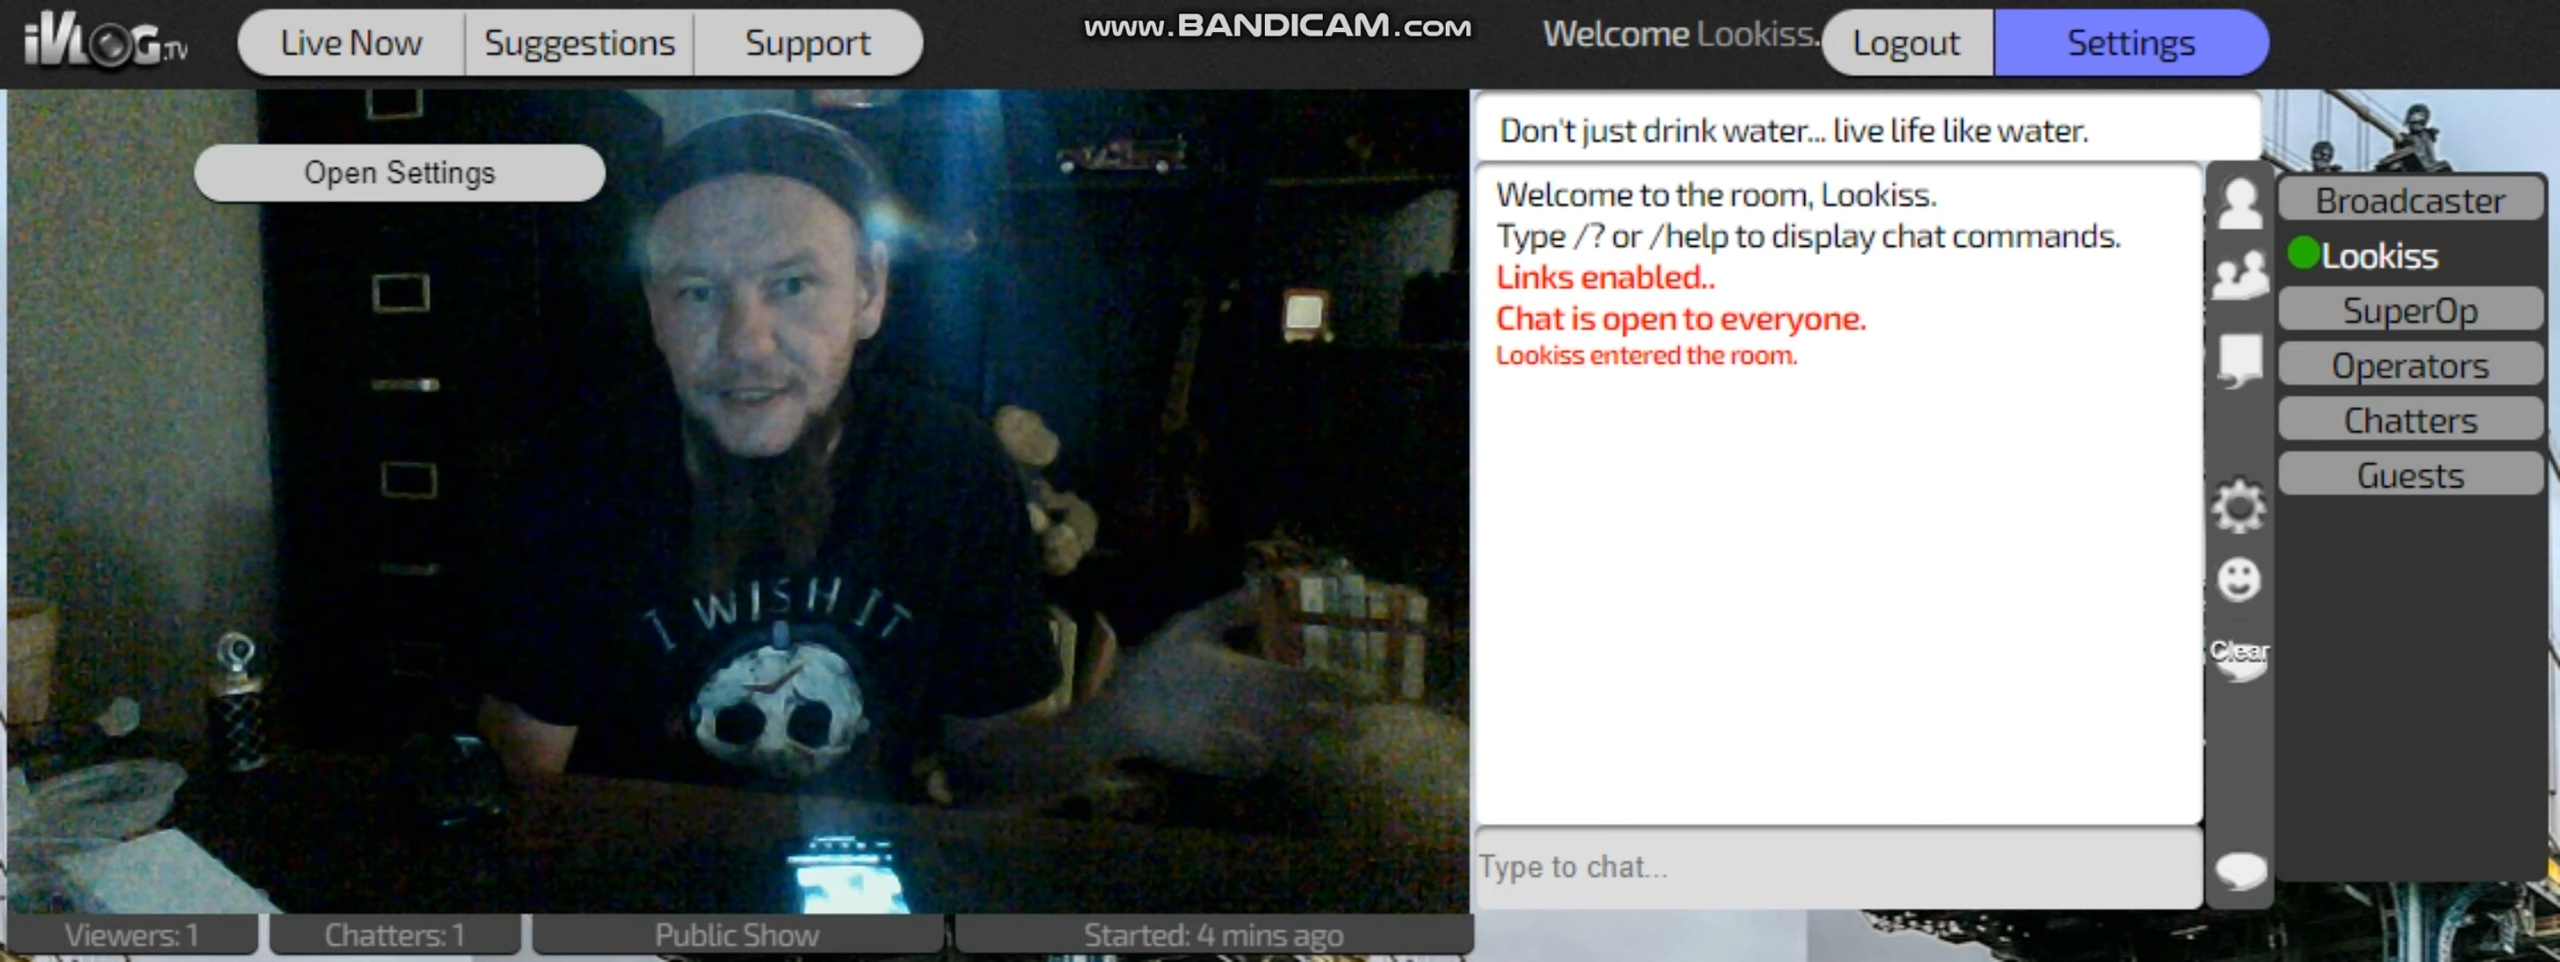 iVLOG.TV
Live Now
Suggestions
Support
www.BANDICAM.com
Welcome Lookiss.
Logout
Settings
Open Settings
I WISH IT
Don't just drink water... live life like water.
Welcome to the room, Lookiss.
Type /? or /help to display chat commands.
Links enabled..
Chat is open to everyone.
Lookiss entered the room.
Type to chat...
Clear
Broadcaster
Lookiss
SuperOp
Operators
Chatters
Guests
Viewers: 1
Chatters: 1
Public Show
Started: 4 mins ago